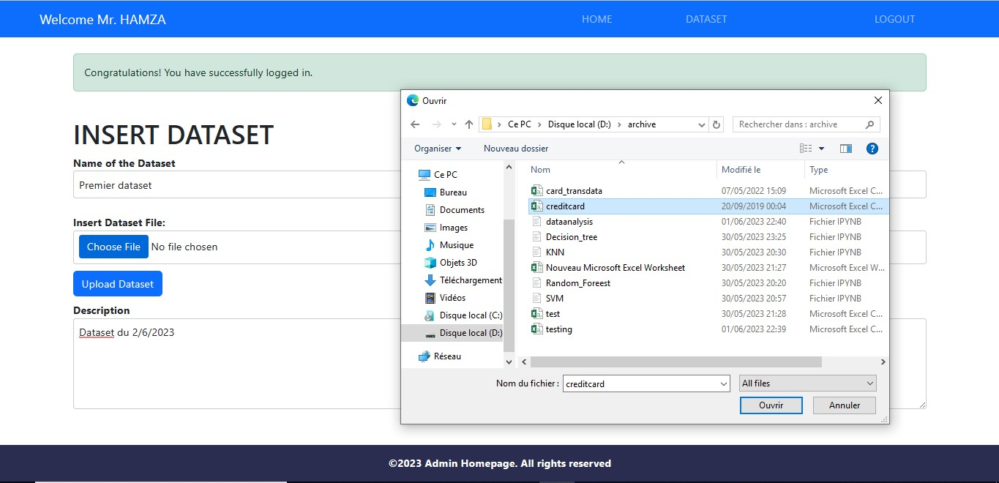 Welcome Mr. HAMZA HOME DATASET LOGOUT
Congratulations! You have successfully logged in.
INSERT DATASET
Name of the Dataset
Premier dataset
Insert Dataset File:
Choose File No file chosen
Upload Dataset
Description
Dataset du 2/6/2023
Ouvrir
Ce PC Disque local (D:) archive Rechercher dans : archive
Organiser Nouveau dossier
Ce PC
Bureau
Documents
Images
Musique
Objets 3D
Téléchargement
Vidéos
Disque local (C:)
Disque local (D:)
Réseau
Nom Modifié le Type
card_transdata 07/05/2022 15:09 Microsoft Excel C...
creditcard 20/09/2019 00:04 Microsoft Excel C...
dataanalysis 01/06/2023 22:40 Fichier IPYNB
Decision_tree 30/05/2023 23:25 Fichier IPYNB
KNN 30/05/2023 20:30 Fichier IPYNB
Nouveau Microsoft Excel Worksheet 30/05/2023 21:27 Microsoft Excel W...
Random_Foreest 30/05/2023 20:20 Fichier IPYNB
SVM 30/05/2023 20:57 Fichier IPYNB
test 30/05/2023 21:28 Microsoft Excel C...
testing 01/06/2023 22:39 Microsoft Excel C...
Nom du fichier : creditcard All files
Ouvrir Annuler
©2023 Admin Homepage. All rights reserved